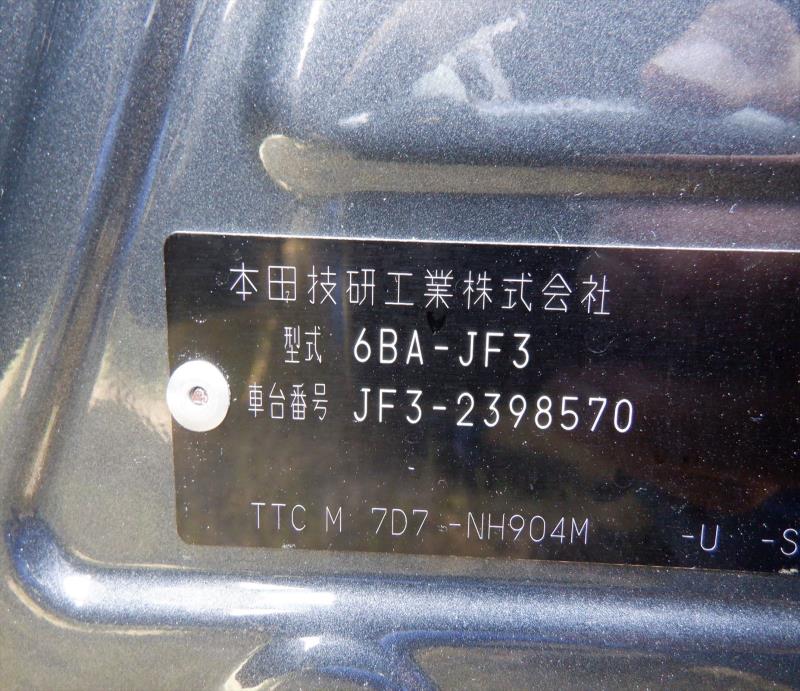 本田技研工業株式会社
型式 6BA-JF3
車台番号 JF3-2398570
TTC M 7D7 -NH904M -U -S